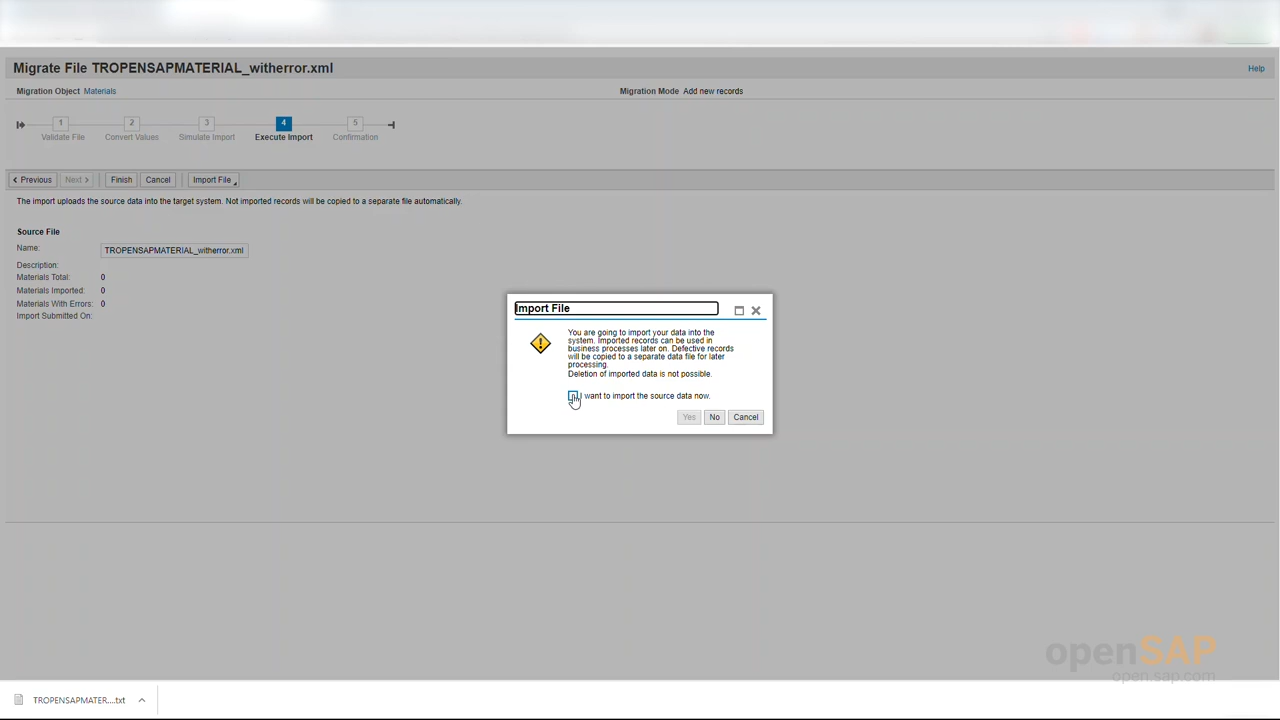 Migrate File TROPENSAPMATERIAL_witherror.xml
Help
Migration Object Materials
Migration Mode Add new records
1 2 3 4 5
Validate File Convert Values Simulate Import Execute Import Confirmation
Previous Next Finish Cancel Import File
The import uploads the source data into the target system. Not imported records will be copied to a separate file automatically.
Source File
Name: TROPENSAPMATERIAL_witherror.xml
Description:
Materials Total: 0
Materials Imported: 0
Materials With Errors: 0
Import Submitted On:
Import File
You are going to import your data into the
system. Imported records can be used in
business processes later on. Defective records
will be copied to a separate data file for later
processing.
Deletion of imported data is not possible.
I want to import the source data now.
Yes No Cancel
openSAP
open.sap.com
TROPENSAPMATER....txt